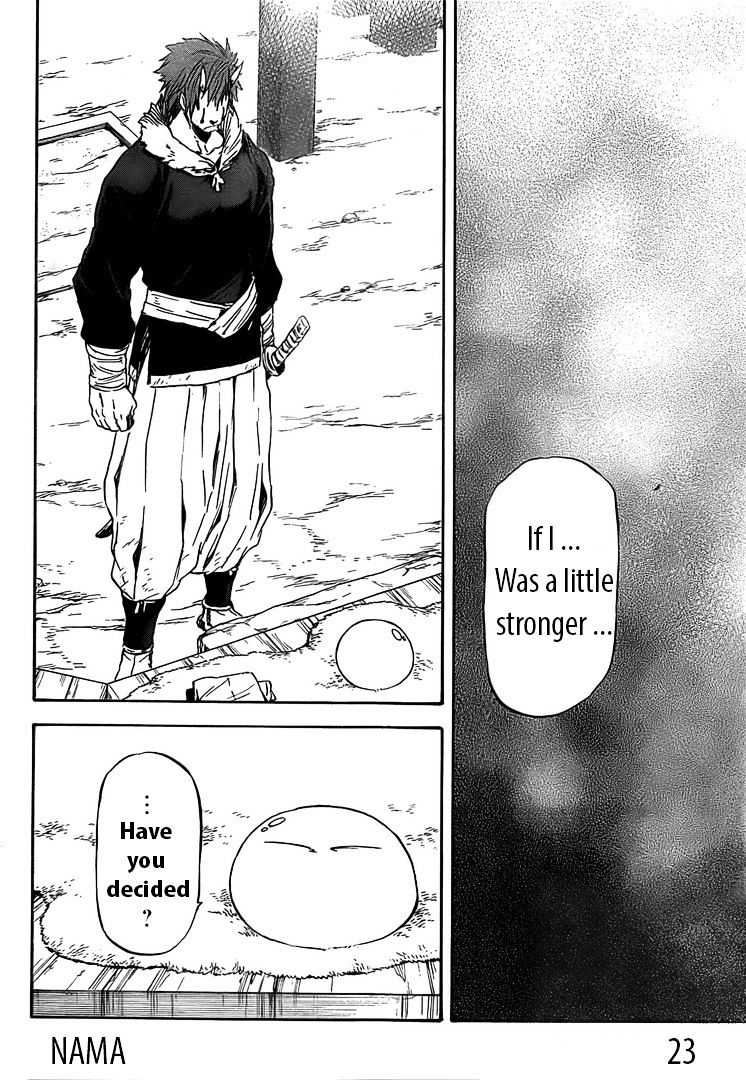 If I ...
Was a little
stronger ...
...
Have
you
decided
?
NAMA
23